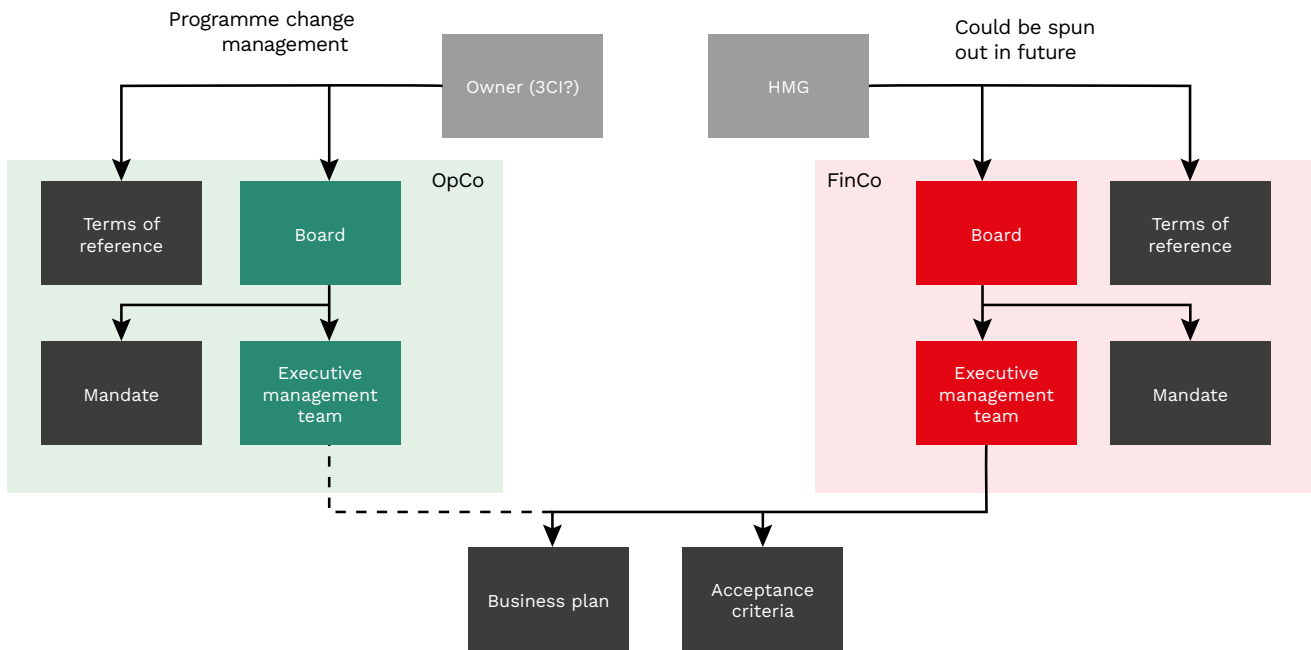 Programme change
management
Owner (3CI?)
HMG
Could be spun
out in future
OpCo
Terms of
reference
Board
Mandate
Executive
management
team
FinCo
Board
Terms of
reference
Executive
management
team
Mandate
Business plan
Acceptance
criteria